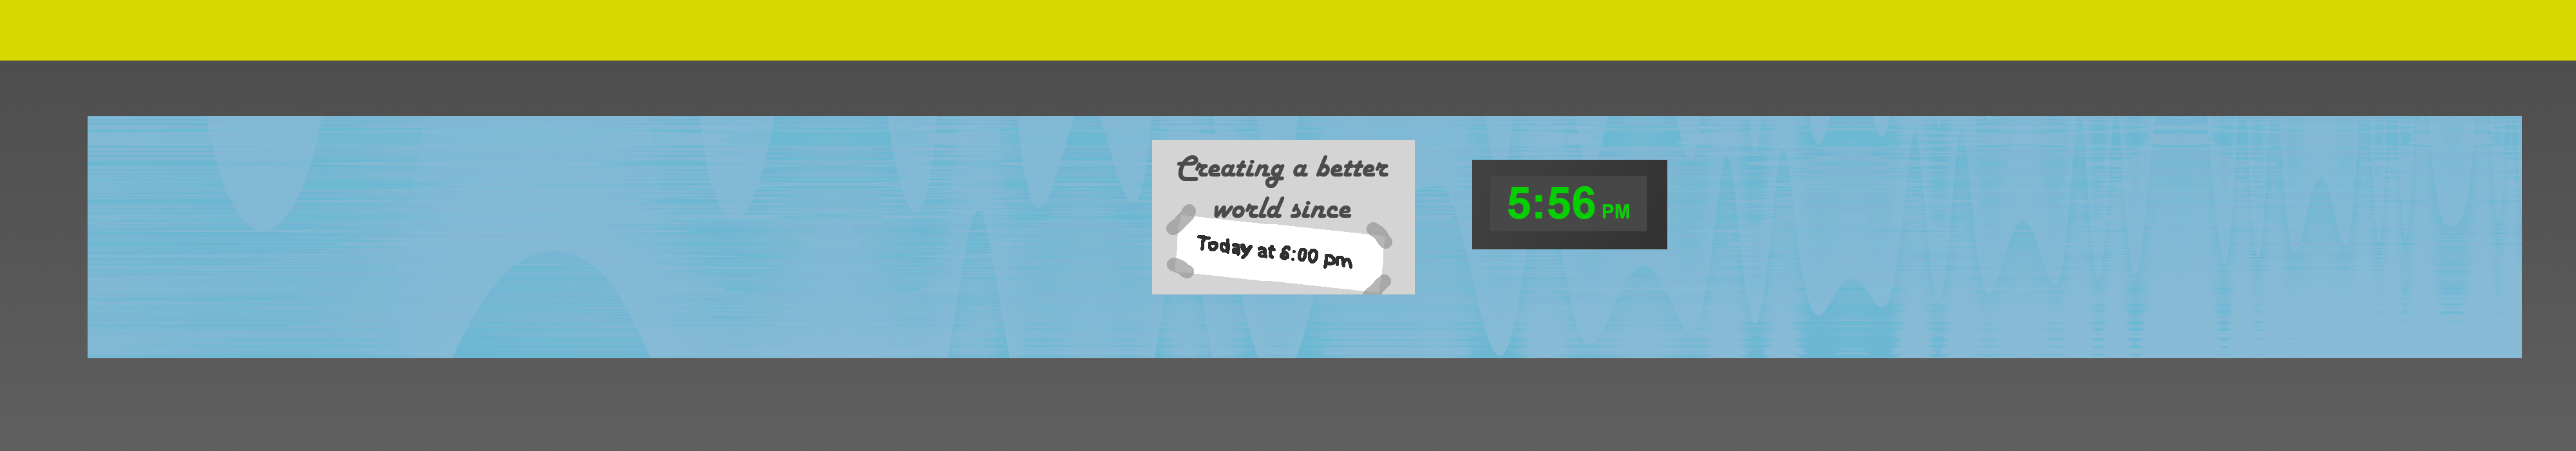 Creating a better
world since
Today at 6:00 pm
5:56 PM